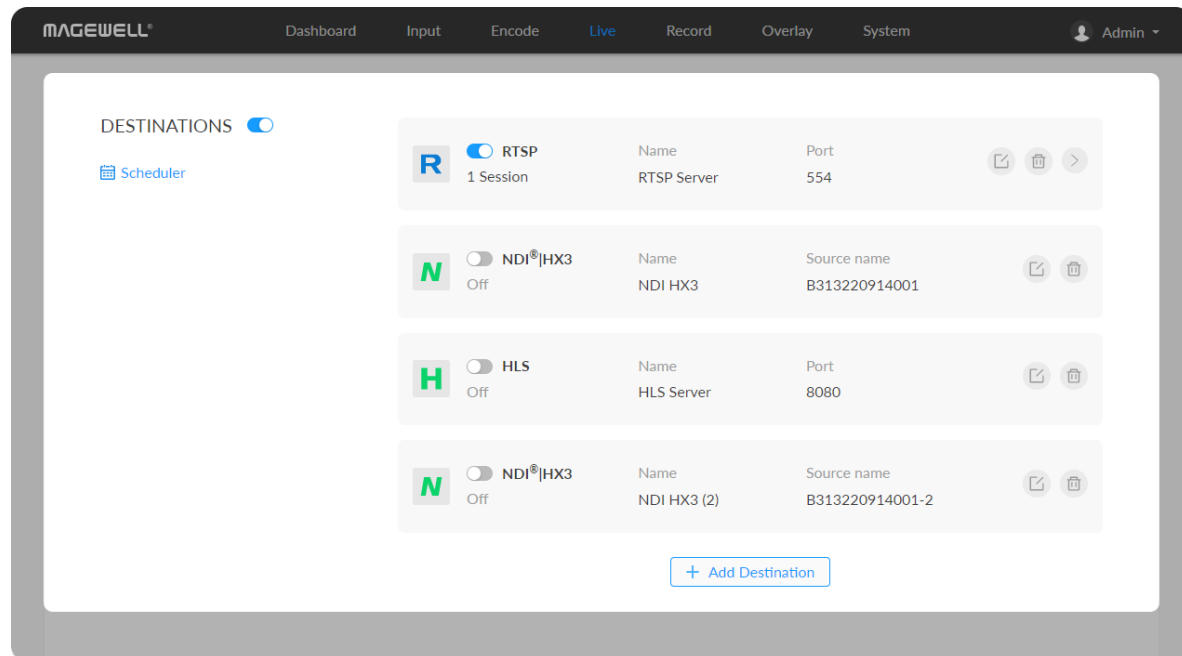 MAGEWELL® Dashboard Input Encode Live Record Overlay System Admin
DESTINATIONS
Scheduler
R RTSP Name Port
1 Session RTSP Server 554
N NDI®|HX3 Name Source name
Off NDI HX3 B313220914001
H HLS Name Port
Off HLS Server 8080
N NDI®|HX3 Name Source name
Off NDI HX3 (2) B313220914001-2
+ Add Destination